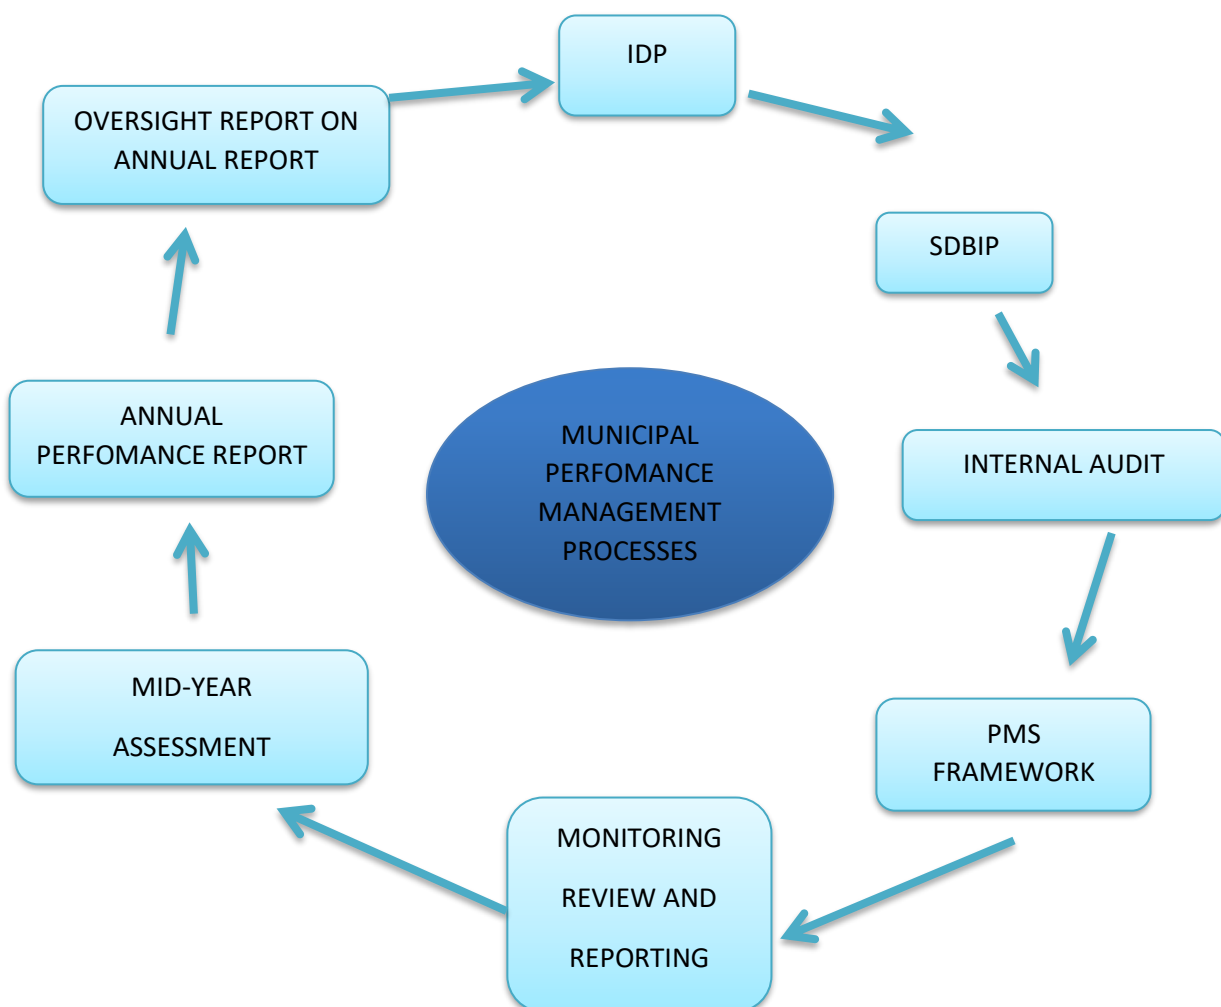 IDP
OVERSIGHT REPORT ON
ANNUAL REPORT
SDBIP
ANNUAL
PERFOMANCE REPORT
MUNICIPAL
PERFOMANCE
MANAGEMENT
PROCESSES
INTERNAL AUDIT
MID-YEAR
ASSESSMENT
PMS
FRAMEWORK
MONITORING
REVIEW AND
REPORTING